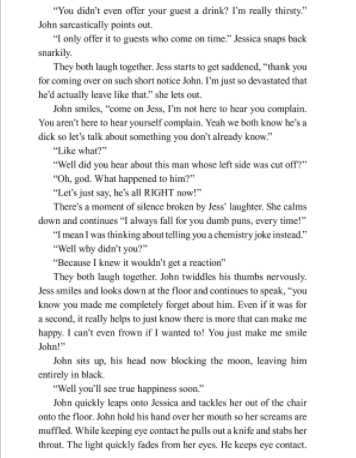 "You didn't even offer your guest a drink? I'm really thirsty."
John sarcastically points out.
"I only offer it to guests who come on time." Jessica snaps back
snarkily.
They both laugh together. Jess starts to get saddened, "thank you
for coming over on such short notice John. I'm just so devastated that
he'd actually leave like that." she lets out.
John smiles, "come on Jess, I'm not here to hear you complain.
You aren't here to hear yourself complain. Yeah we both know he's a
dick so let's talk about something you don't already know."
"Like what?"
"Well did you hear about this man whose left side was cut off?"
"Oh, god. What happened to him?"
"Let's just say, he's all RIGHT now!"
There's a moment of silence broken by Jess' laughter. She calms
down and continues "I always fall for you dumb puns, every time!"
"I mean I was thinking about telling you a chemistry joke instead."
"Well why didn't you?"
"Because I knew it wouldn't get a reaction"
They both laugh together. John twiddles his thumbs nervously.
Jess smiles and looks down at the floor and continues to speak, "you
know you made me completely forget about him. Even if it was for
a second, it really helps to just know there is more that can make me
happy. I can't even frown if I wanted to! You just make me smile
John!"
John sits up, his head now blocking the moon, leaving him
entirely in black.
"Well you'll see true happiness soon."
John quickly leaps onto Jessica and tackles her out of the chair
onto the floor. John hold his hand over her mouth so her screams are
muffled. While keeping eye contact he pulls out a knife and stabs her
throat. The light quickly fades from her eyes. He keeps eye contact.